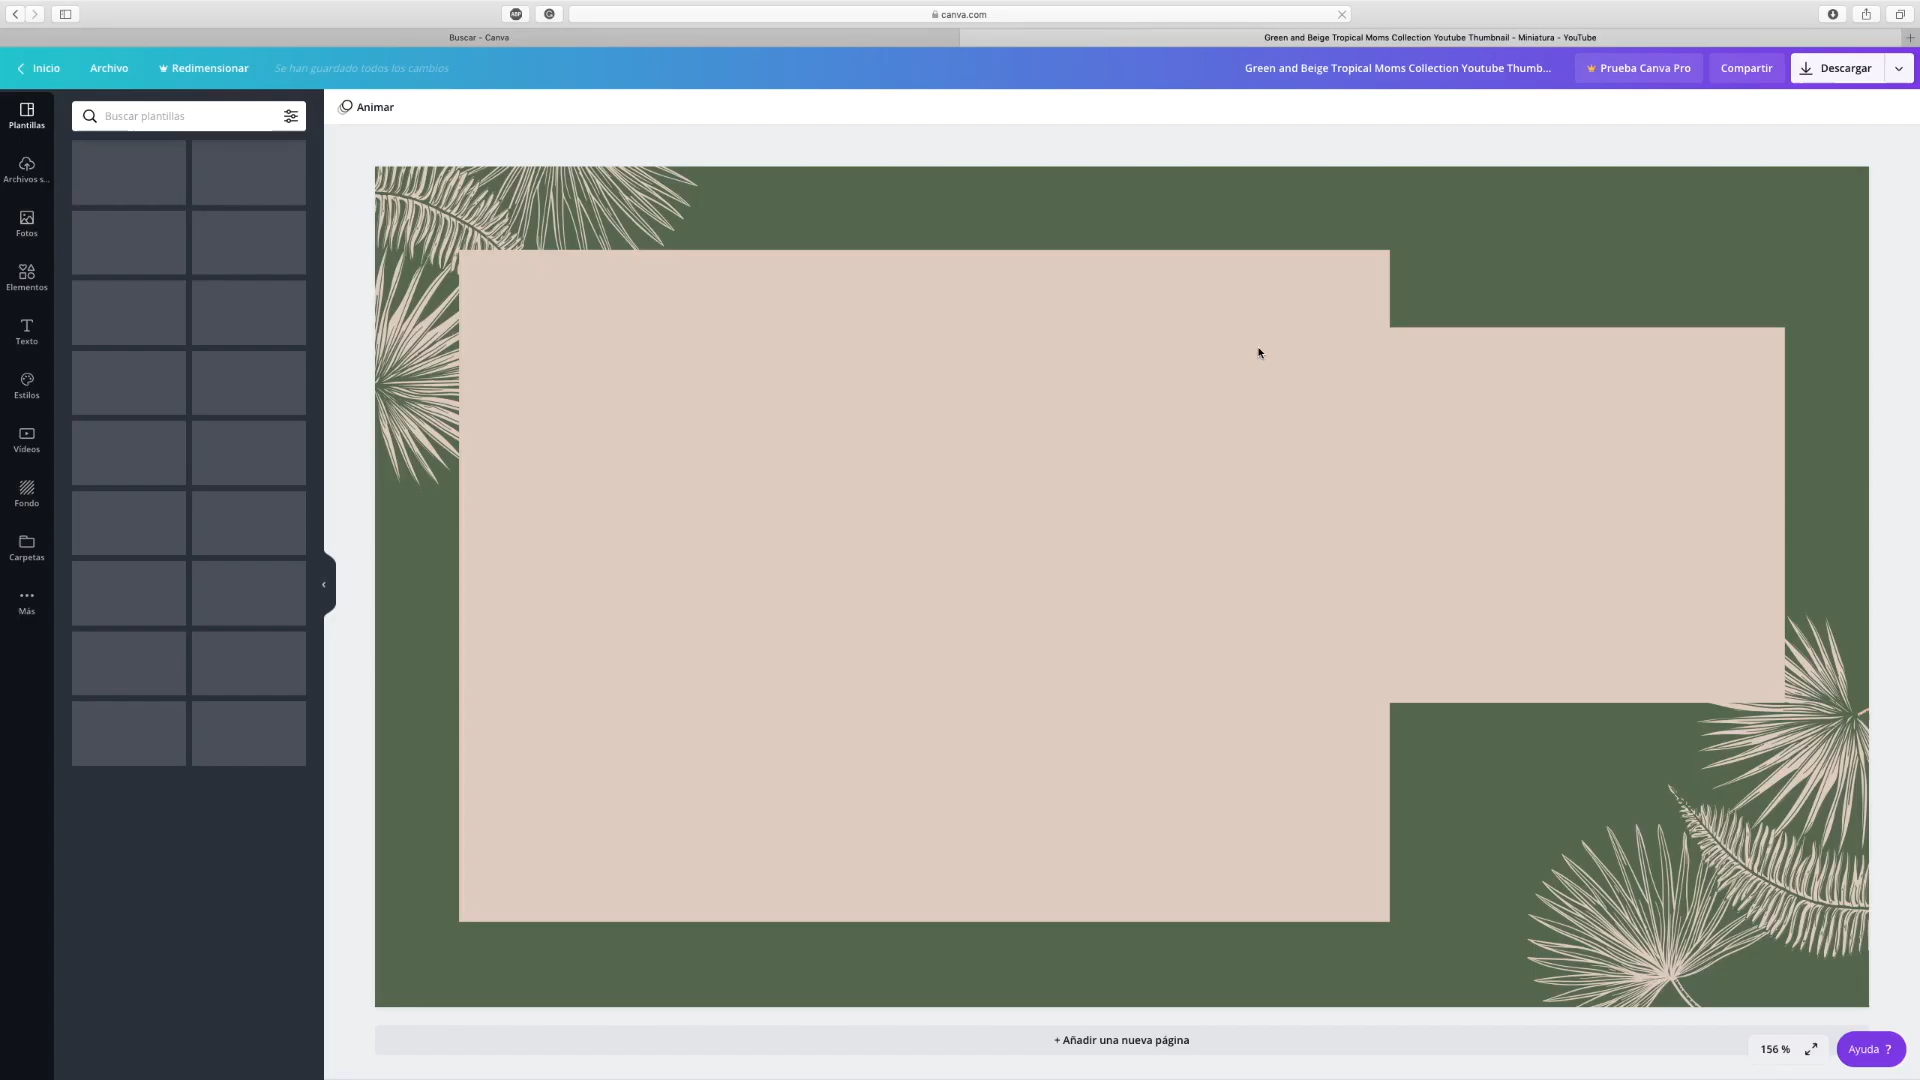 canva.com
Buscar - Canva
Green and Beige Tropical Moms Collection Youtube Thumbnail - Miniatura - YouTube
Inicio
Archivo
Redimensionar
Se han guardado todos los cambios
Green and Beige Tropical Moms Collection Youtube Thumb...
Prueba Canva Pro
Compartir
Descargar
Plantillas
Buscar plantillas
Animar
Archivos s...
Fotos
Elementos
Texto
Estilos
Vídeos
Fondo
Carpetas
Más
+ Añadir una nueva página
156 %
Ayuda ?